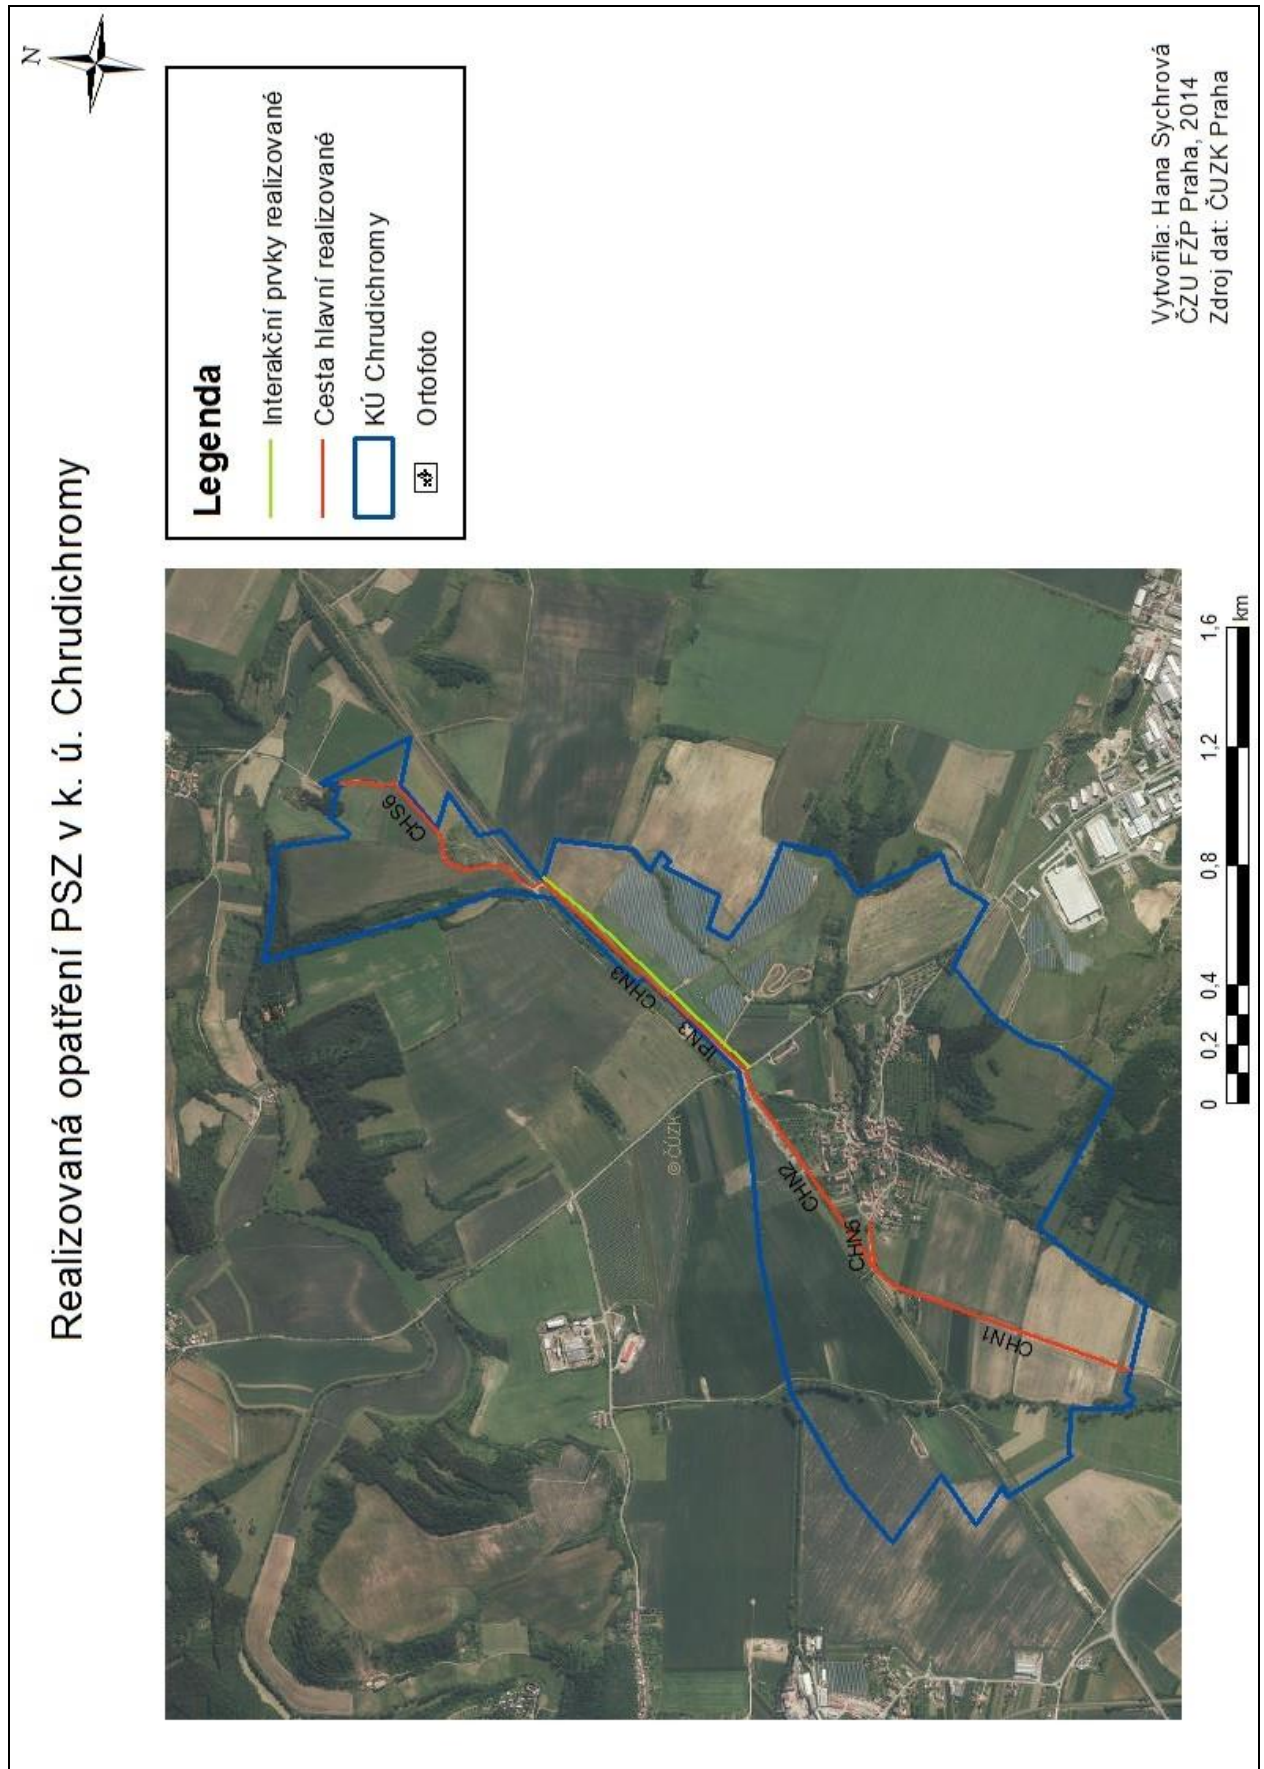 Realizovaná opatření PSZ v k. ú. Chrudichromy
N
Legenda
Interakční prvky realizované
Cesta hlavní realizované
KÚ Chrudichromy
Ortofoto
CHS6
CHN3
IPN3
©ČÚZK
CHN2
CHN5
CHN1
0 0,2 0,4 0,8 1,2 1,6
km
Vytvořila: Hana Sychrová
ČZU FŽP Praha, 2014
Zdroj dat: ČUZK Praha